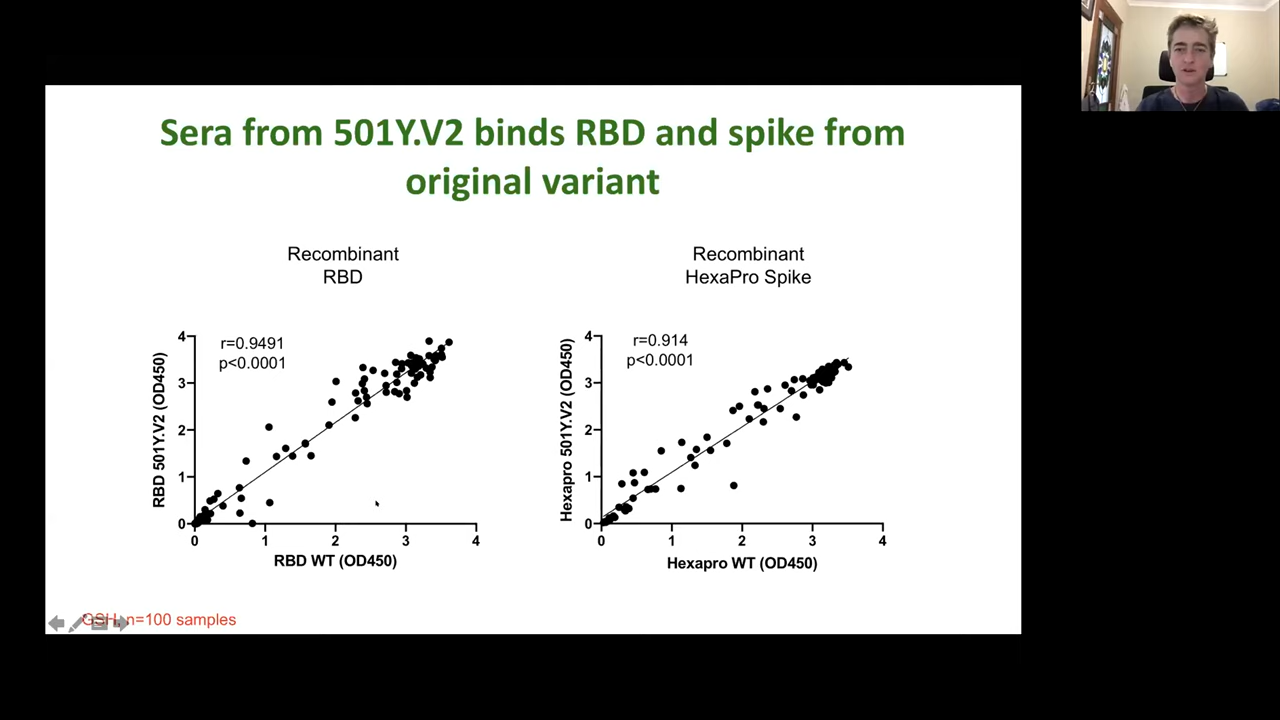 Sera from 501Y.V2 binds RBD and spike from
original variant
Recombinant
RBD
r=0.9491
p<0.0001
RBD 501Y.V2 (OD450)
4
3
2
1
0
0 1 2 3 4
RBD WT (OD450)
Recombinant
HexaPro Spike
r=0.914
p<0.0001
Hexapro 501Y.V2 (OD450)
4
3
2
1
0
0 1 2 3 4
Hexapro WT (OD450)
GSH, n=100 samples